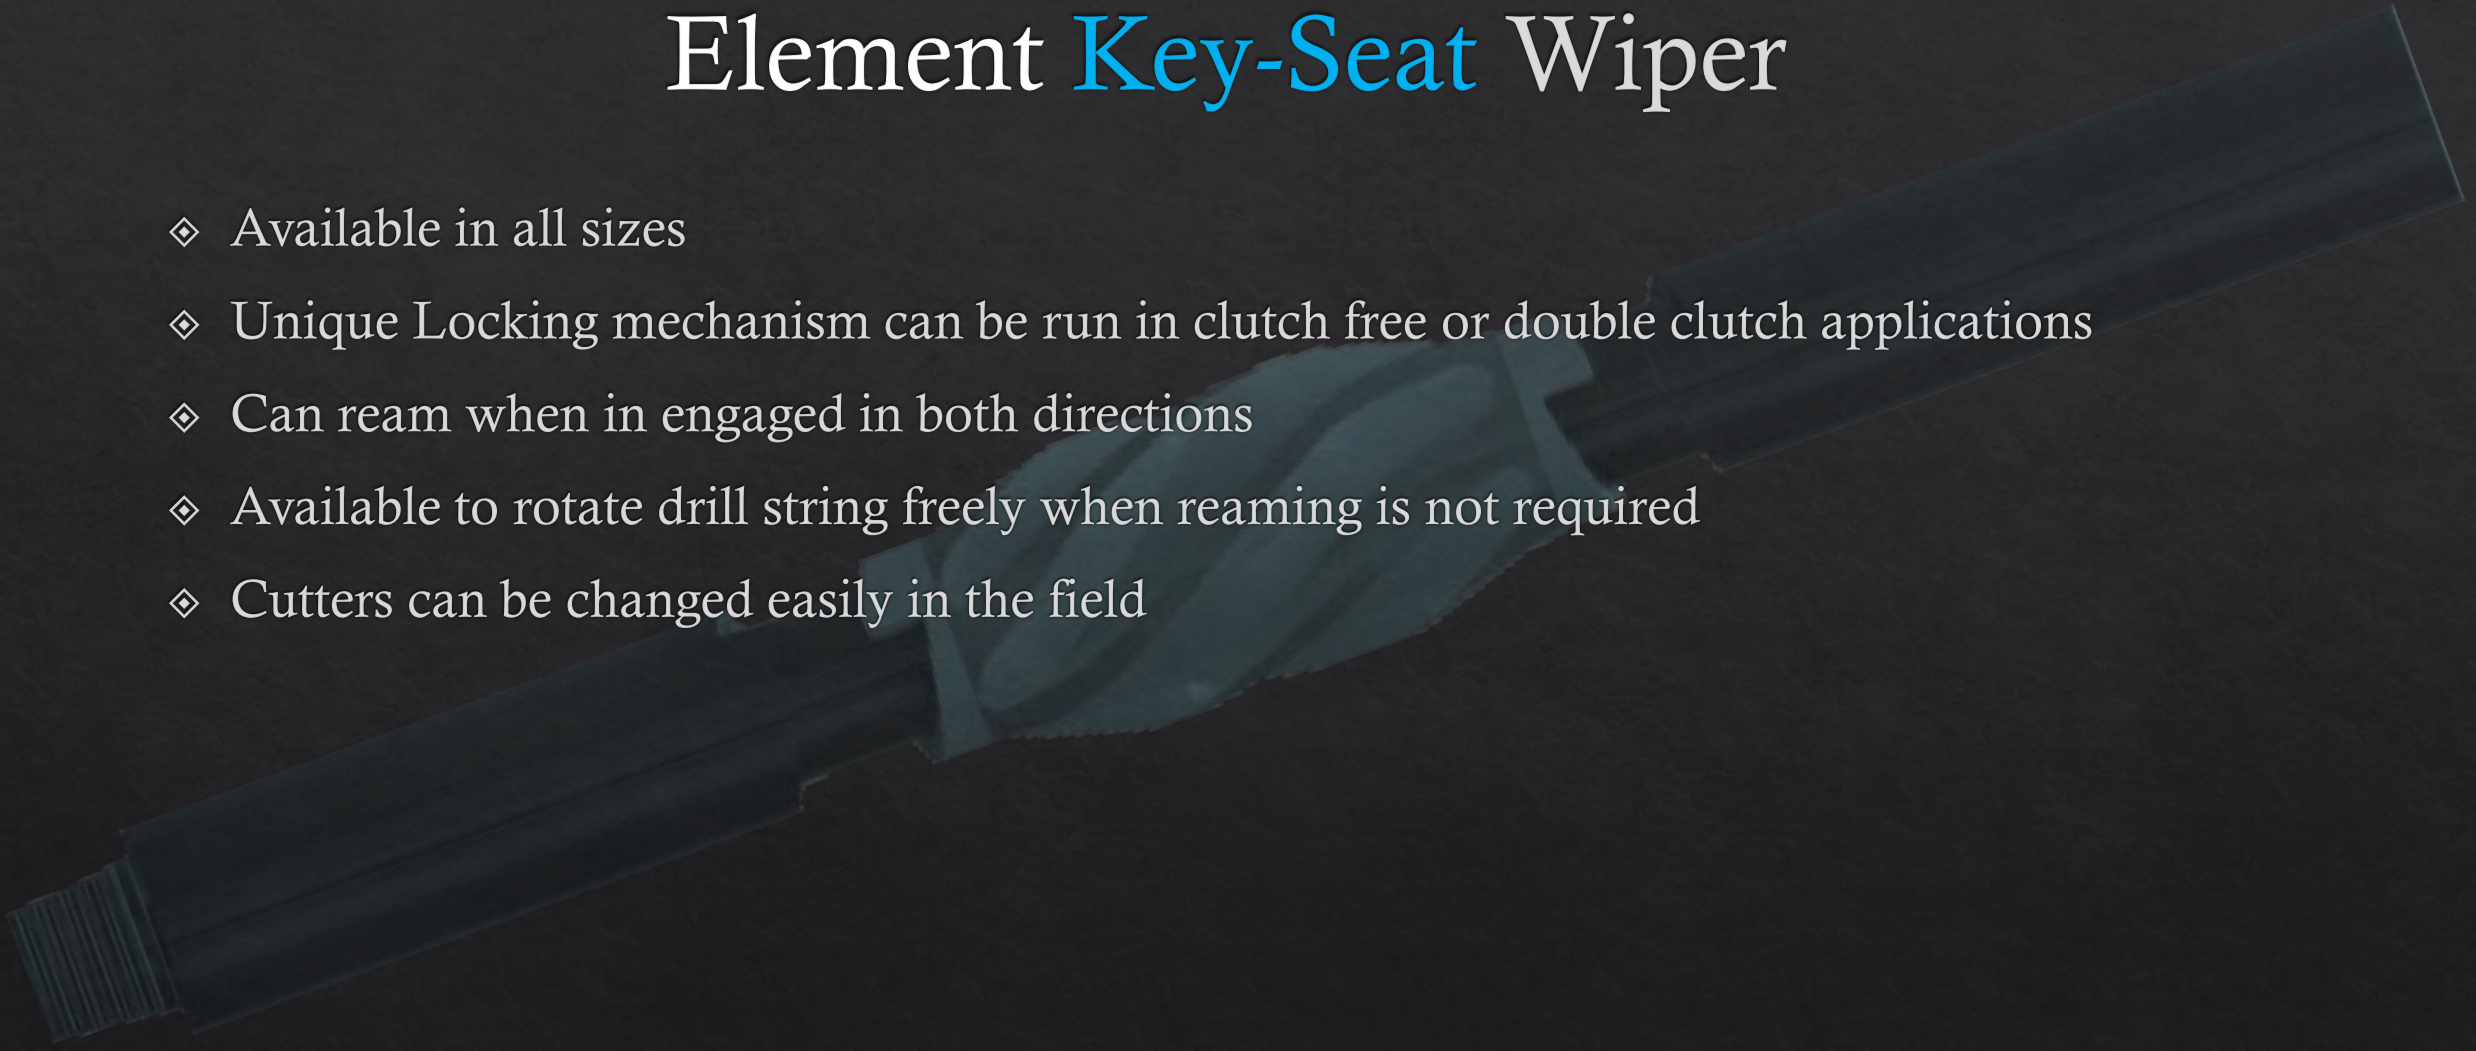 Element Key-Seat Wiper
Available in all sizes
Unique Locking mechanism can be run in clutch free or double clutch applications
Can ream when in engaged in both directions
Available to rotate drill string freely when reaming is not required
Cutters can be changed easily in the field